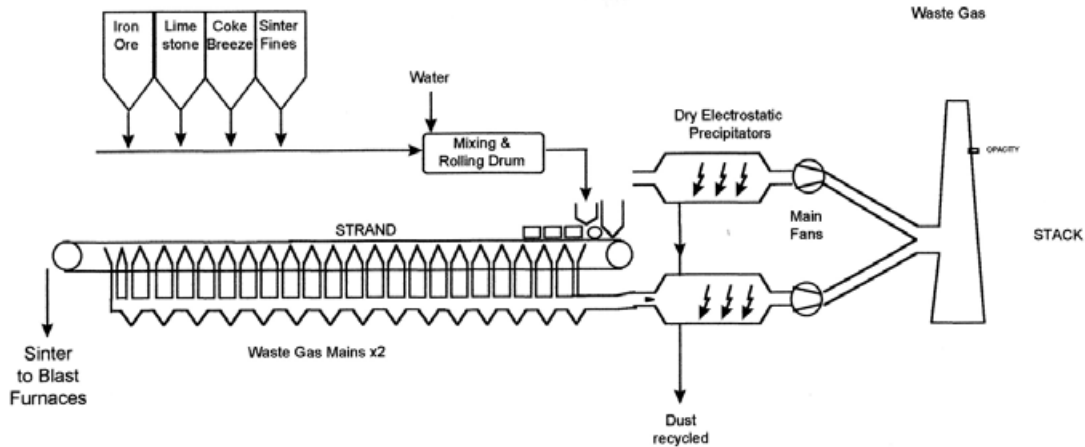 Waste Gas
Iron
Ore
Lime
stone
Coke
Breeze
Sinter
Fines
Water
Mixing &
Rolling Drum
Dry Electrostatic
Precipitators
OPACITY
Main
Fans
STRAND
STACK
Waste Gas Mains x2
Sinter
to Blast
Furnaces
Dust
recycled